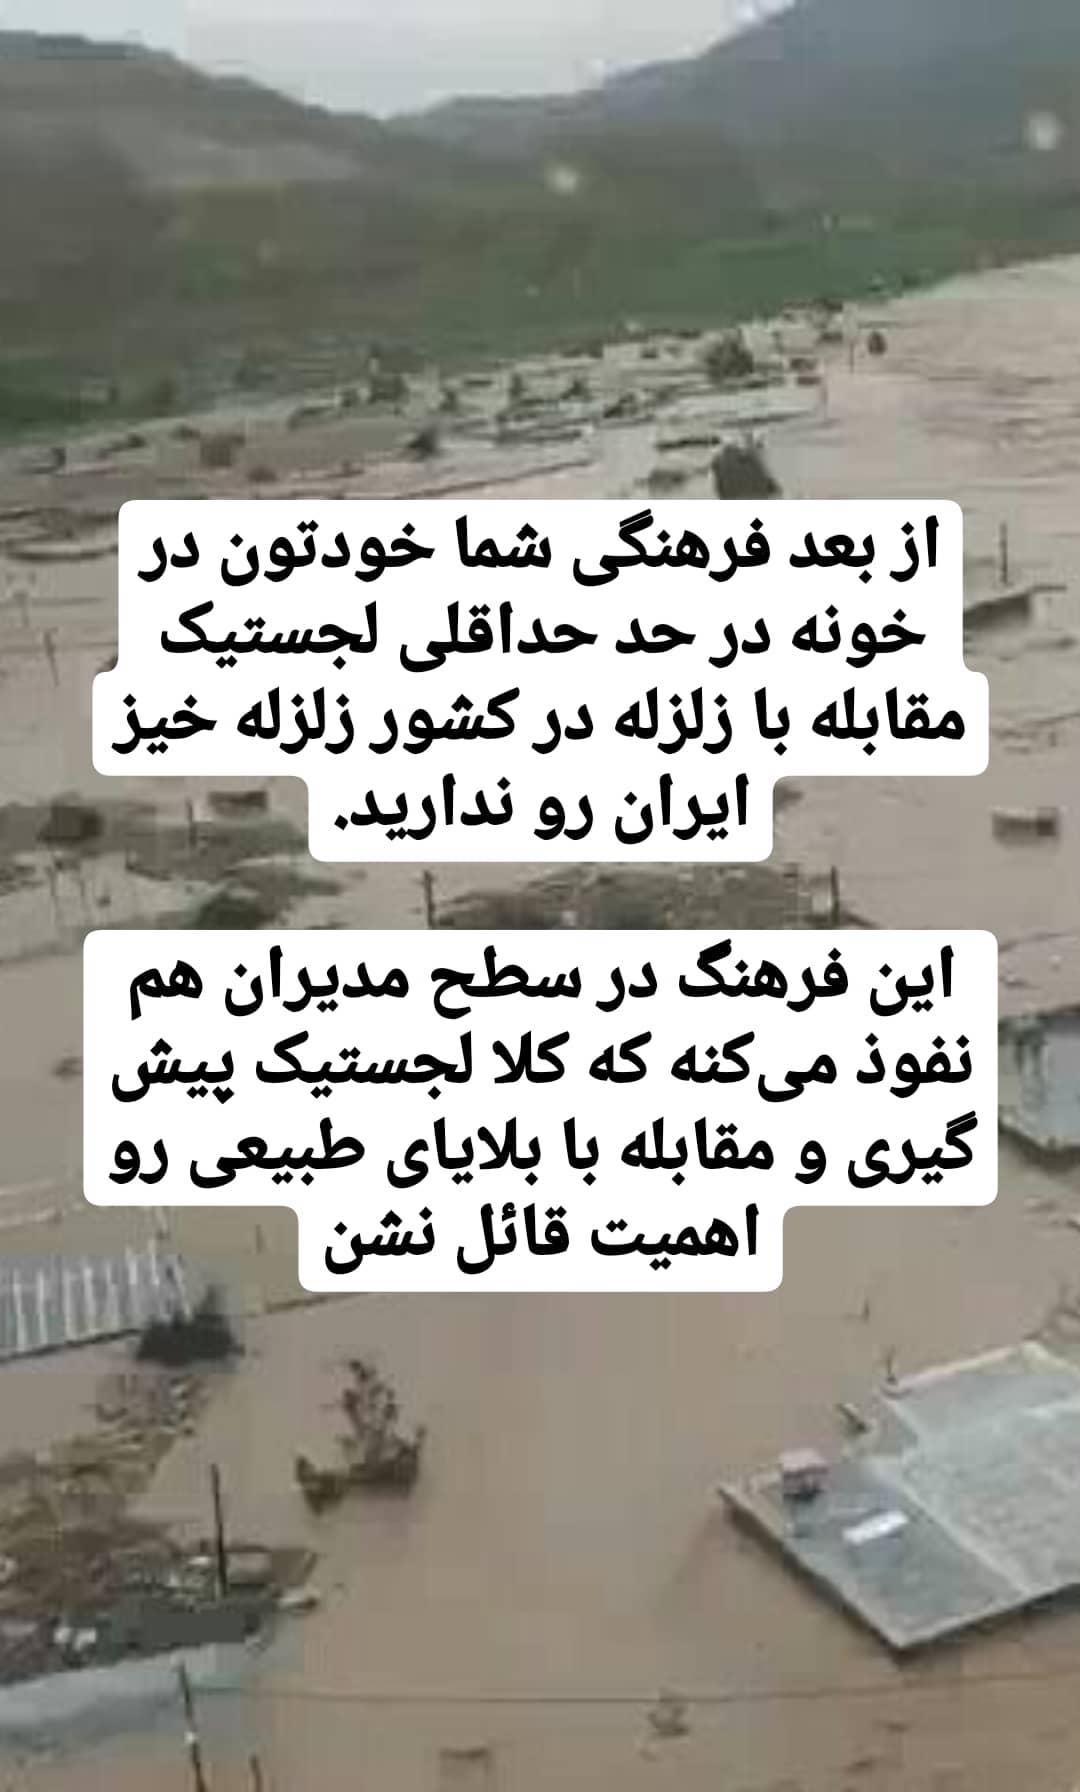 از بعد فرهنگی شما خودتون در
خونه در حد حداقلی لجستیک
مقابله با زلزله در کشور زلزله خیز
ایران رو ندارید.
این فرهنگ در سطح مدیران هم
نفوذ می‌کنه که کلا لجستیک پیش
گیری و مقابله با بلایای طبیعی رو
اهمیت قائل نشن